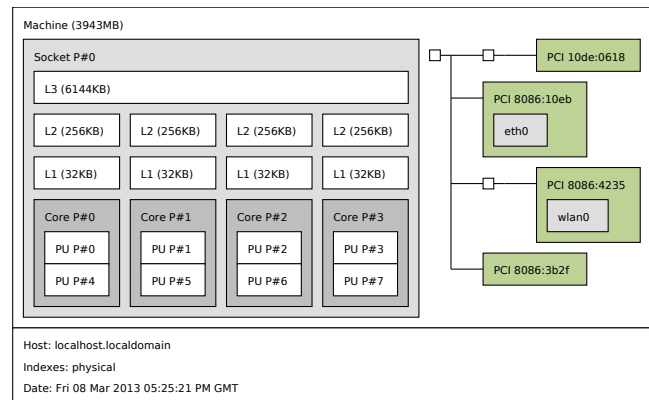 Machine (3943MB)
Socket P#0
L3 (6144KB)
L2 (256KB) L2 (256KB) L2 (256KB) L2 (256KB)
L1 (32KB) L1 (32KB) L1 (32KB) L1 (32KB)
Core P#0 Core P#1 Core P#2 Core P#3
PU P#0 PU P#1 PU P#2 PU P#3
PU P#4 PU P#5 PU P#6 PU P#7
PCI 10de:0618
PCI 8086:10eb
eth0
PCI 8086:4235
wlan0
PCI 8086:3b2f
Host: localhost.localdomain
Indexes: physical
Date: Fri 08 Mar 2013 05:25:21 PM GMT